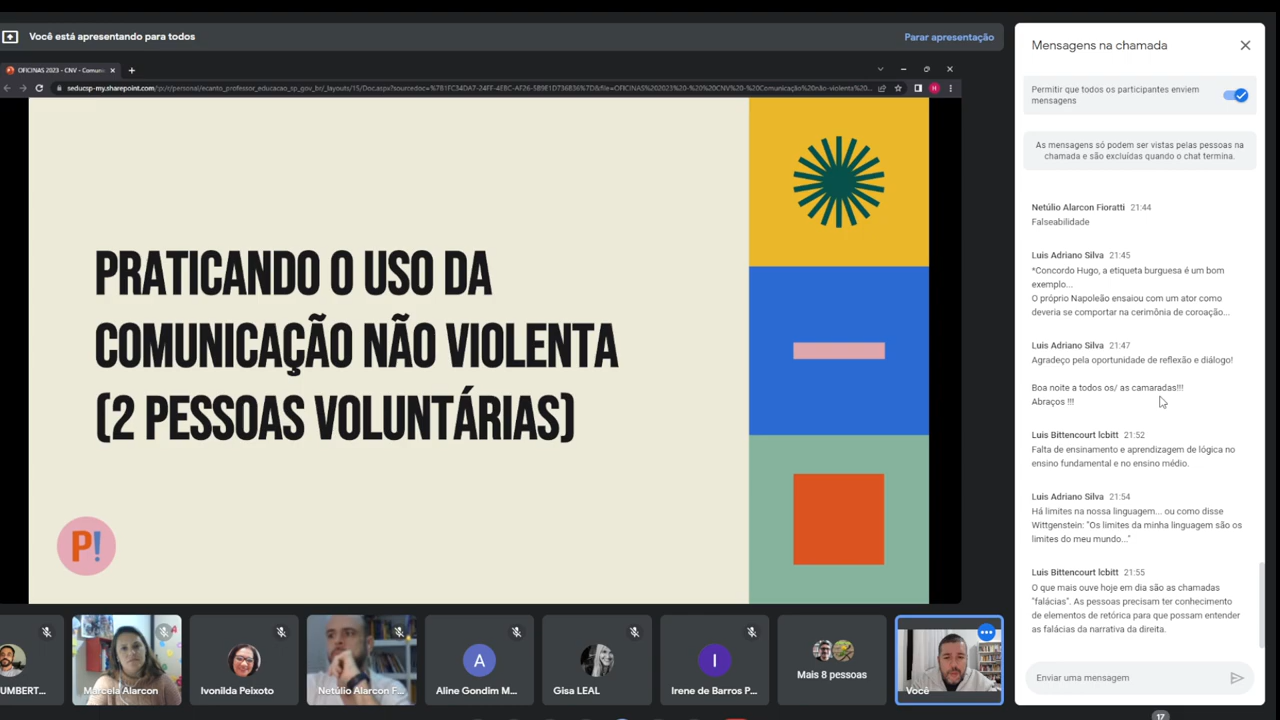 Você está apresentando para todos
Parar apresentação
OFICINAS 2023 - CNV - Comuni
PRATICANDO O USO DA
COMUNICAÇÃO NÃO VIOLENTA
(2 PESSOAS VOLUNTÁRIAS)
P!
UMBERT...
Marcela Alarcon
Ivonilda Peixoto
Netúlio Alarcon F...
A
Aline Gondim M...
Gisa LEAL
I
Irene de Barros P...
Mais 8 pessoas
Você
Mensagens na chamada
Permitir que todos os participantes enviem
mensagens
As mensagens só podem ser vistas pelas pessoas na
chamada e são excluídas quando o chat termina.
Netúlio Alarcon Fioratti 21:44
Falseabilidade
Luis Adriano Silva 21:45
*Concordo Hugo, a etiqueta burguesa é um bom
exemplo...
O próprio Napoleão ensaiou com um ator como
deveria se comportar na cerimônia de coroação...
Luis Adriano Silva 21:47
Agradeço pela oportunidade de reflexão e diálogo!
Boa noite a todos os/ as camaradas!!!
Abraços !!!
Luis Bittencourt lcbitt 21:52
Falta de ensinamento e aprendizagem de lógica no
ensino fundamental e no ensino médio.
Luis Adriano Silva 21:54
Há limites na nossa linguagem... ou como disse
Wittgenstein: "Os limites da minha linguagem são os
limites do meu mundo..."
Luis Bittencourt lcbitt 21:55
O que mais ouve hoje em dia são as chamadas
"falácias". As pessoas precisam ter conhecimento
de elementos de retórica para que possam entender
as falácias da narrativa da direita.
Enviar uma mensagem
17